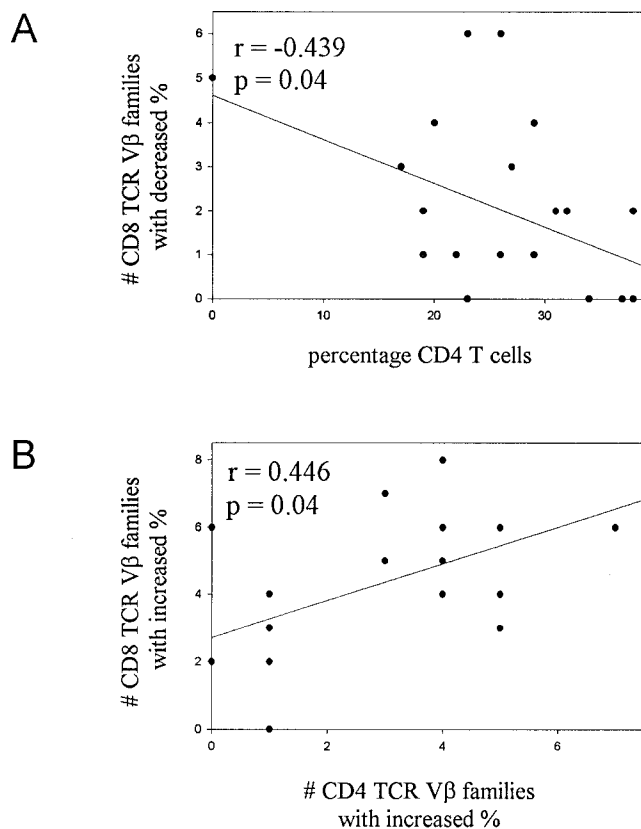 A
r = -0.439
p = 0.04
6
5
4
3
2
1
0
# CD8 TCR Vβ families
with decreased %
0
10
20
30
percentage CD4 T cells
B
r = 0.446
p = 0.04
8
6
4
2
0
# CD8 TCR Vβ families
with increased %
0
2
4
6
# CD4 TCR Vβ families
with increased %